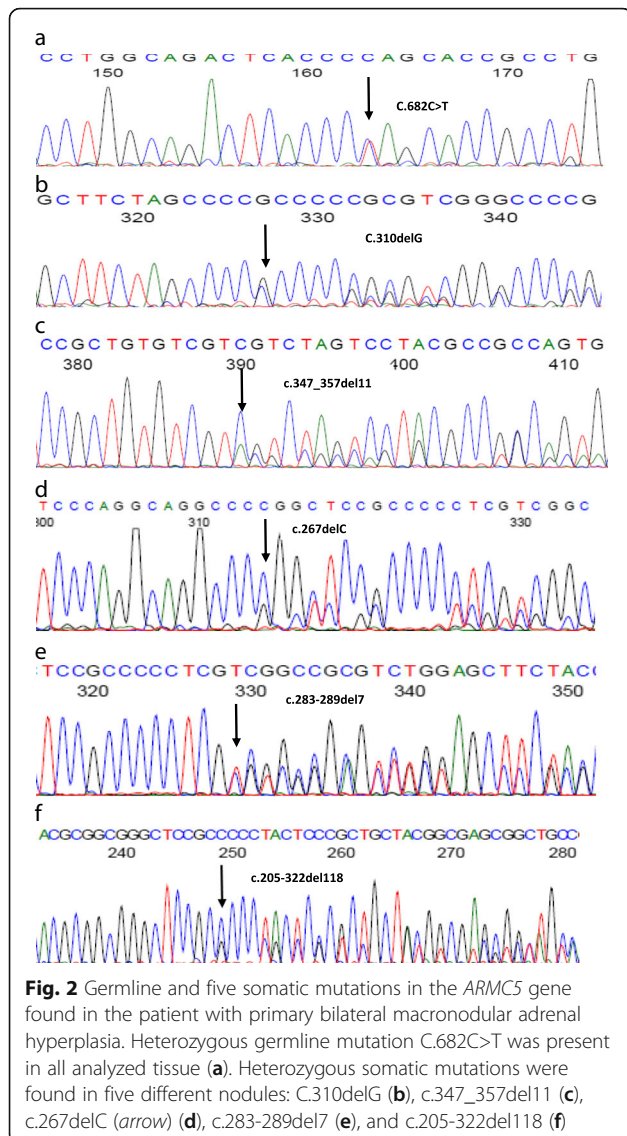 a
CCTGGCAGACTCACCCCAGCACCGCCTG
150 160 170
C.682C>T
b
GCTTCTAGCCCCGCCCCCGCGTCGGGCCCCG
320 330 340
C.310delG
c
CCGCTGTGTCGTCGTCTAGTCCTACGCCGCCAGTG
380 390 400 410
c.347_357del11
d
TCCCAGGCAGGCCCCGGCTCCGCCCCCTCGTCGGC
300 310 330
c.267delC
e
TCCGCCCCCTCGTCGGCCGCGTCTGGAGCTTCTAC
320 330 340 350
c.283-289del7
f
ACGCGGCGGGCTCCGCCCCCTACTCCCGCTGCTACGGCGAGCGGCTGCC
240 250 260 270 280
c.205-322del118
Fig. 2 Germline and five somatic mutations in the ARMC5 gene
found in the patient with primary bilateral macronodular adrenal
hyperplasia. Heterozygous germline mutation C.682C>T was present
in all analyzed tissue (a). Heterozygous somatic mutations were
found in five different nodules: C.310delG (b), c.347_357del11 (c),
c.267delC (arrow) (d), c.283-289del7 (e), and c.205-322del118 (f)